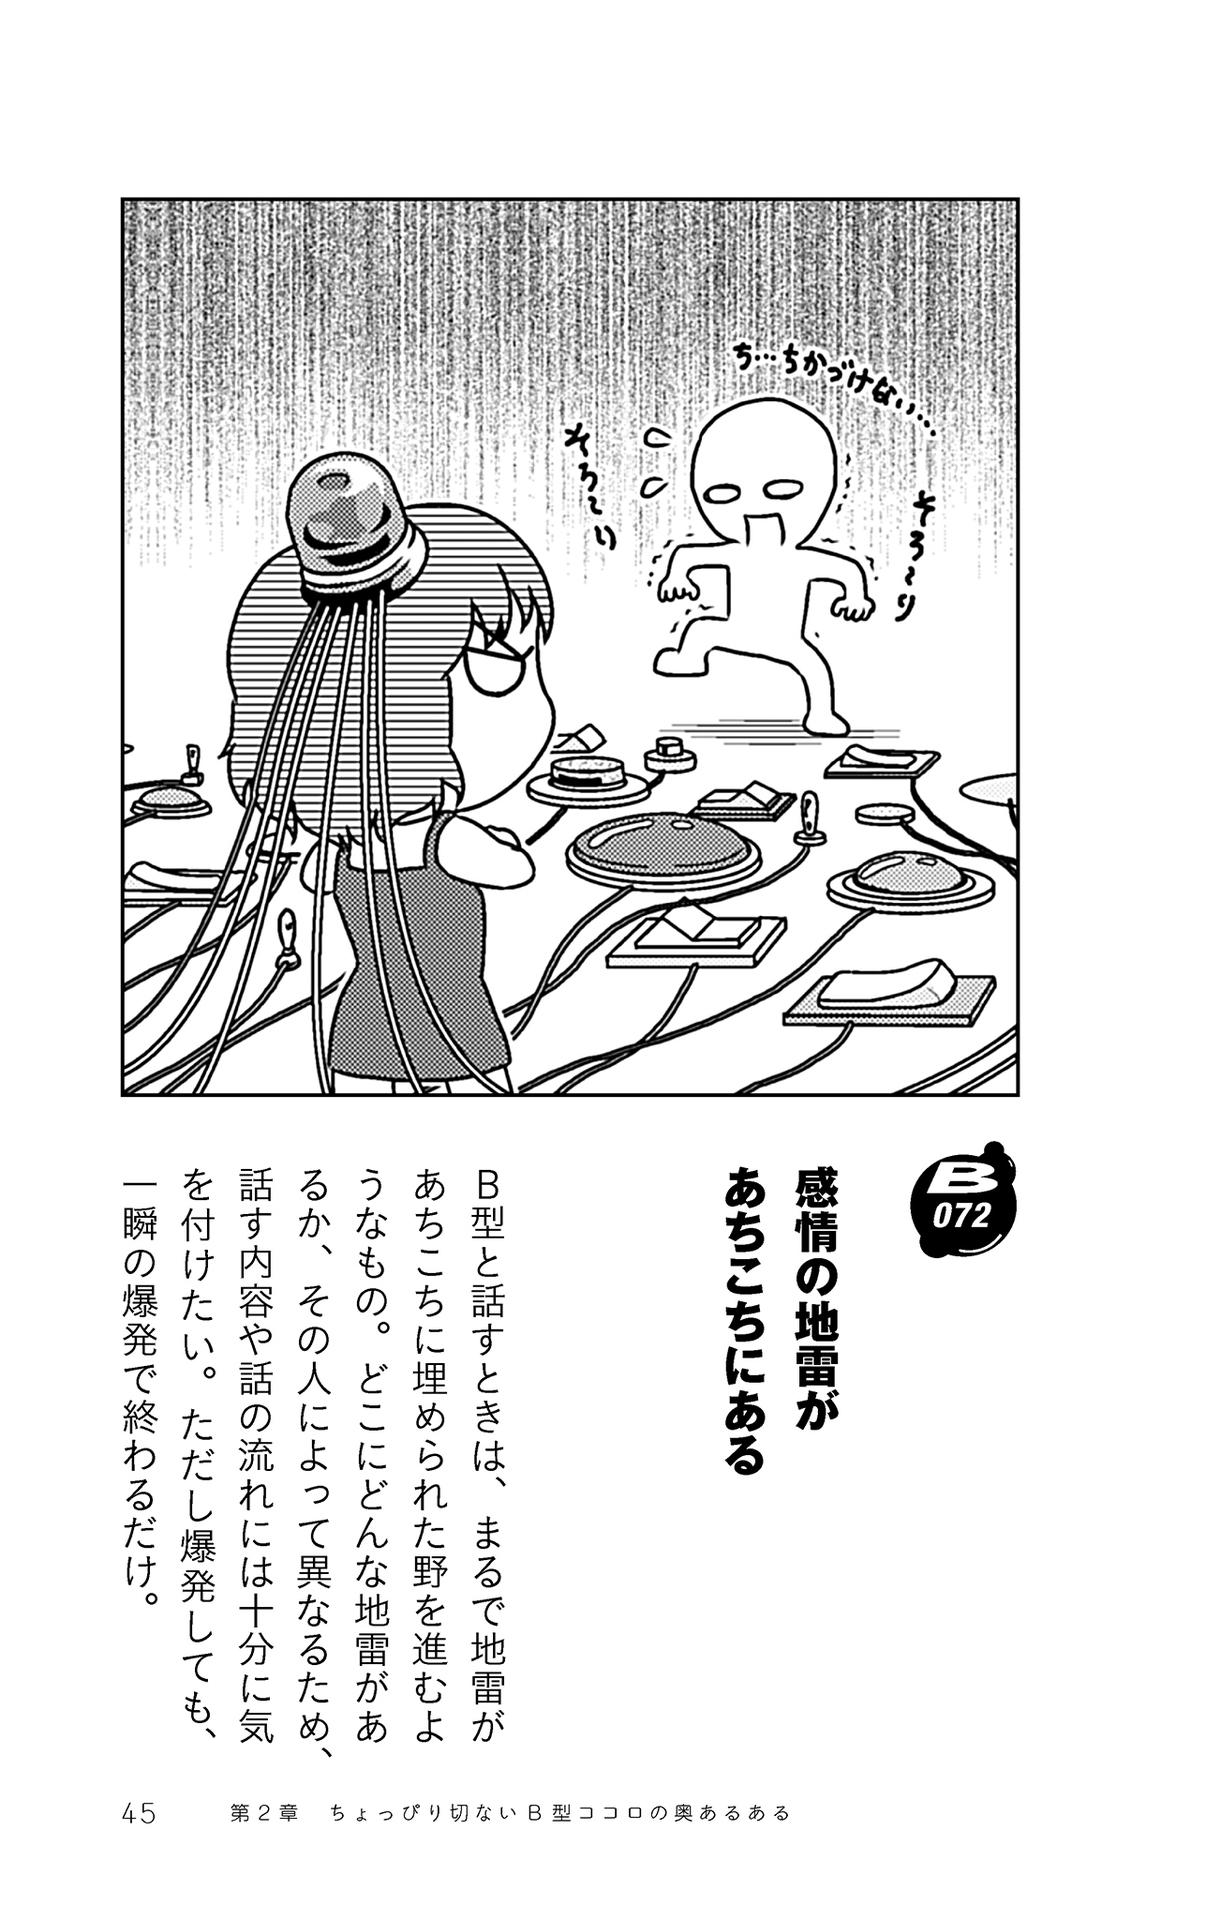 ち…ちかづけない…
そろ～り
そろ～り
B
072
感情の地雷が
あちこちにある
B型と話すときは、まるで地雷が
あちこちに埋められた野を進むよ
うなもの。どこにどんな地雷があ
るか、その人によって異なるため、
話す内容や話の流れには十分に気
を付けたい。ただし爆発しても、
一瞬の爆発で終わるだけ。
45 第2章 ちょっぴり切ないB型ココロの奥あるある